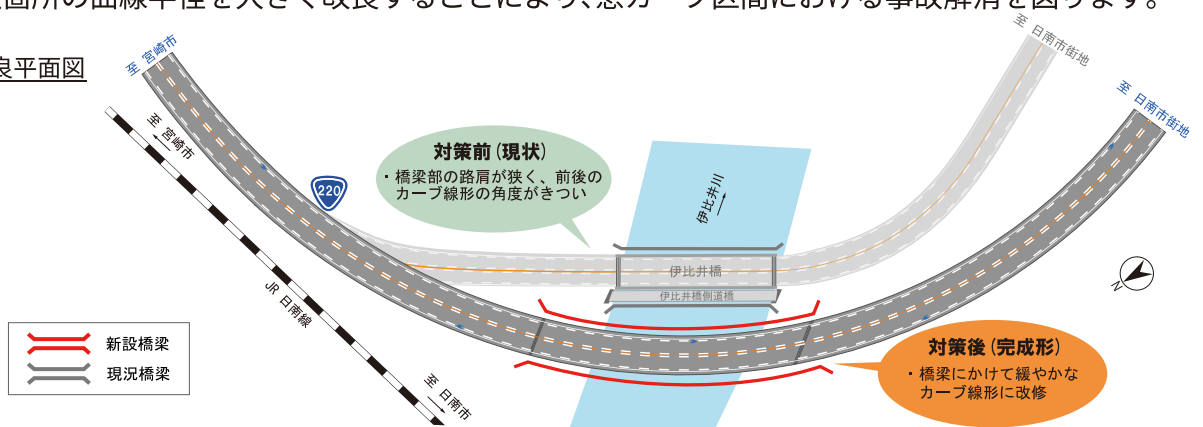 箇所の曲線半径を大きく改良することにより、急カーブ区間における事故解消を図ります。
良平面図
至 宮崎市
至 宮崎市
220
対策前（現状）
・橋梁部の路肩が狭く、前後の
カーブ線形の角度がきつい
伊比井川
至 日南市街地
至 日南市街地
伊比井橋
伊比井橋側道橋
JR 日南線
N
新設橋梁
現況橋梁
至 日南市
対策後（完成形）
・橋梁にかけて緩やかな
カーブ線形に改修